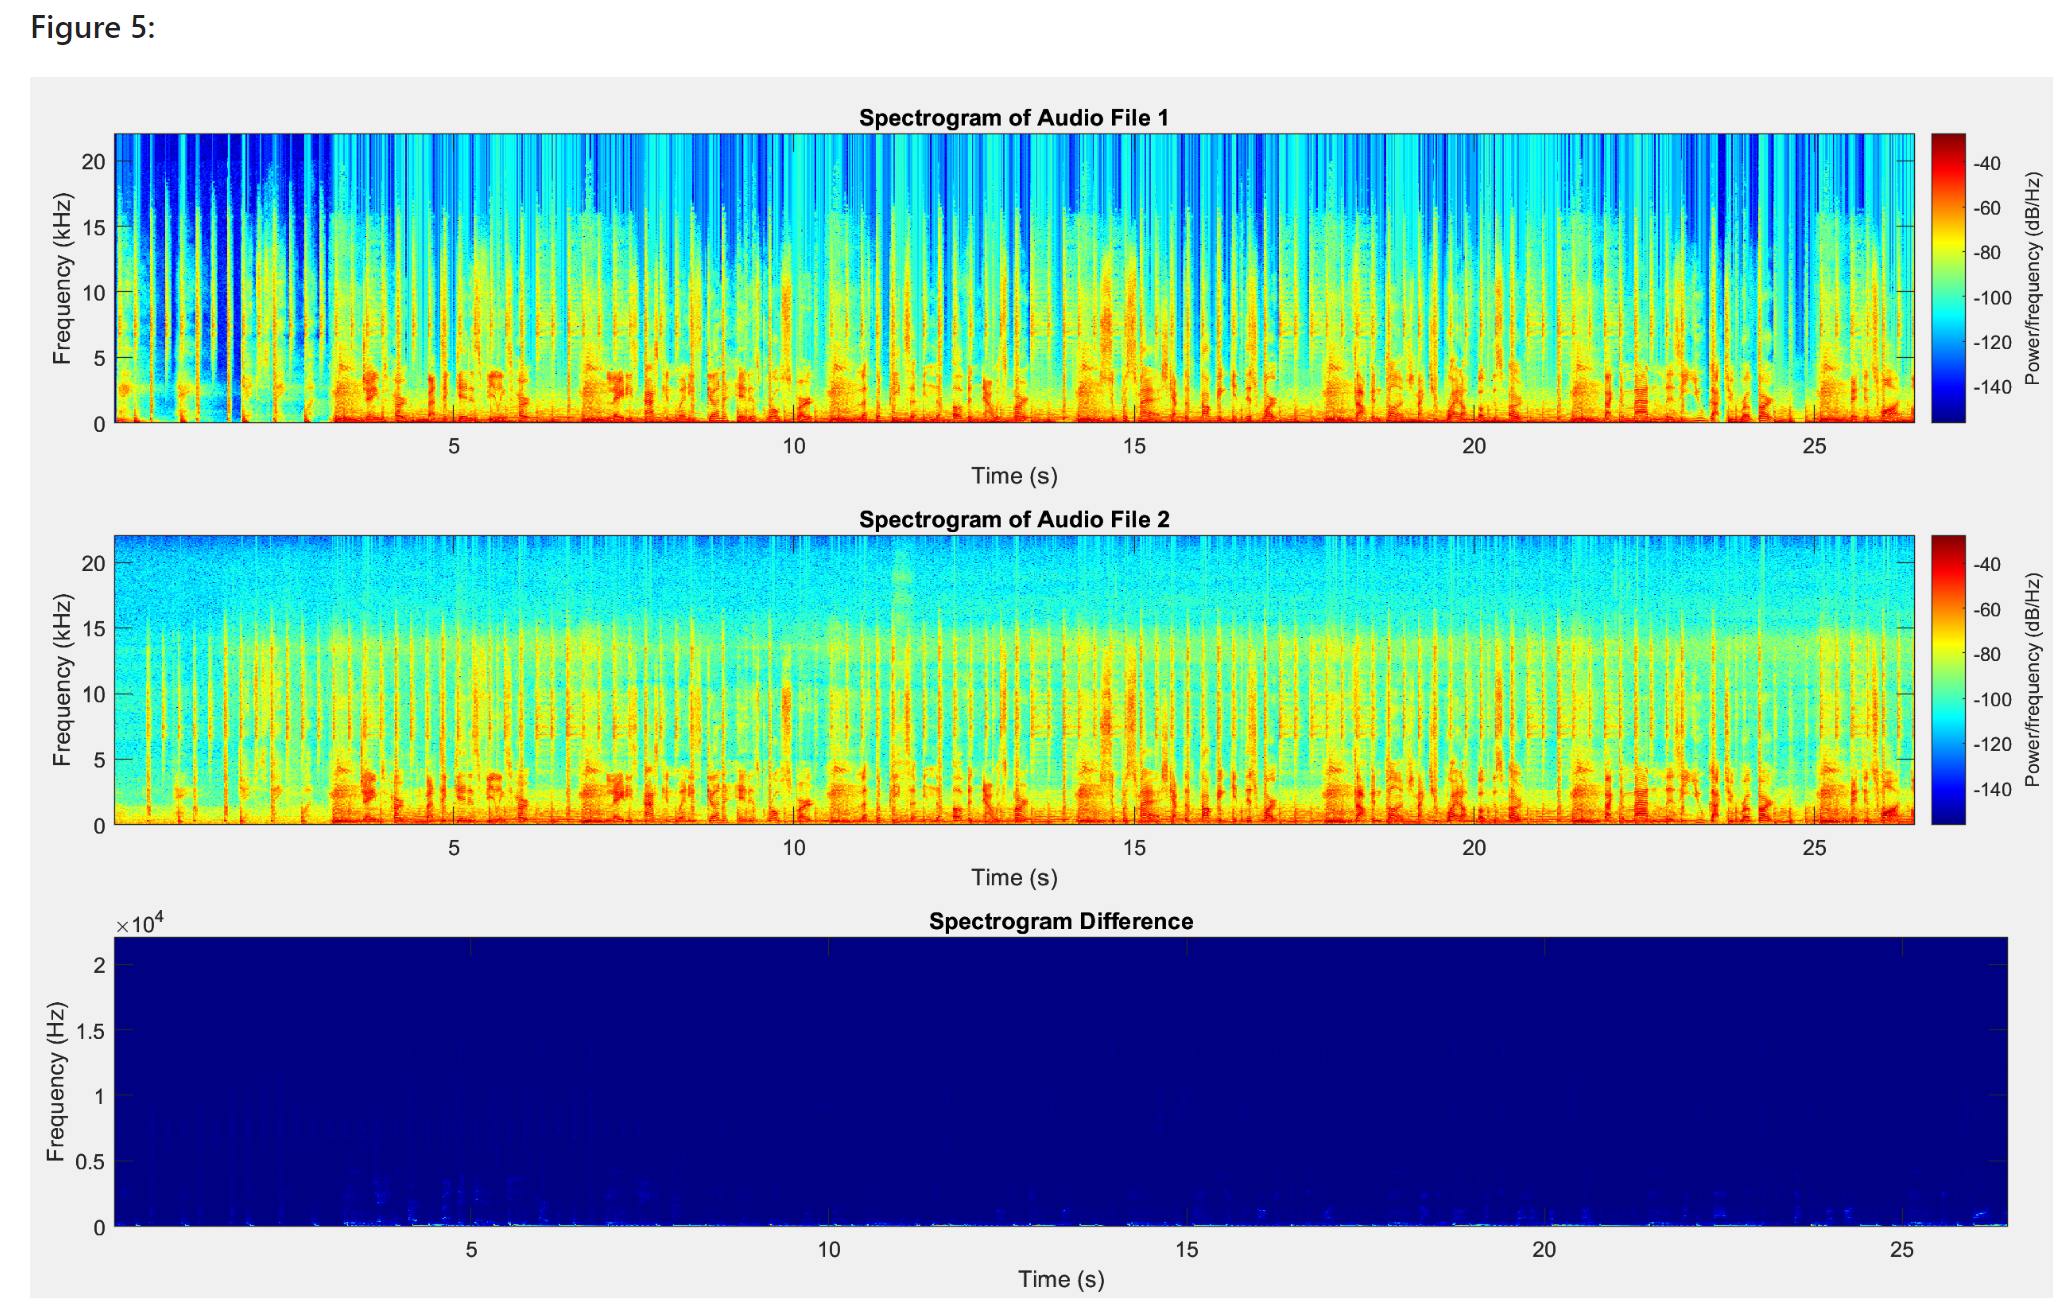 Figure 5:
Spectrogram of Audio File 1
Frequency (kHz)
20
15
10
5
0
5 10 15 20 25
Time (s)
-40
-60
-80
-100
-120
-140
Power/frequency (dB/Hz)
Spectrogram of Audio File 2
Frequency (kHz)
20
15
10
5
0
5 10 15 20 25
Time (s)
-40
-60
-80
-100
-120
-140
Power/frequency (dB/Hz)
Spectrogram Difference
×10⁴
Frequency (Hz)
2
1.5
1
0.5
0
5 10 15 20 25
Time (s)